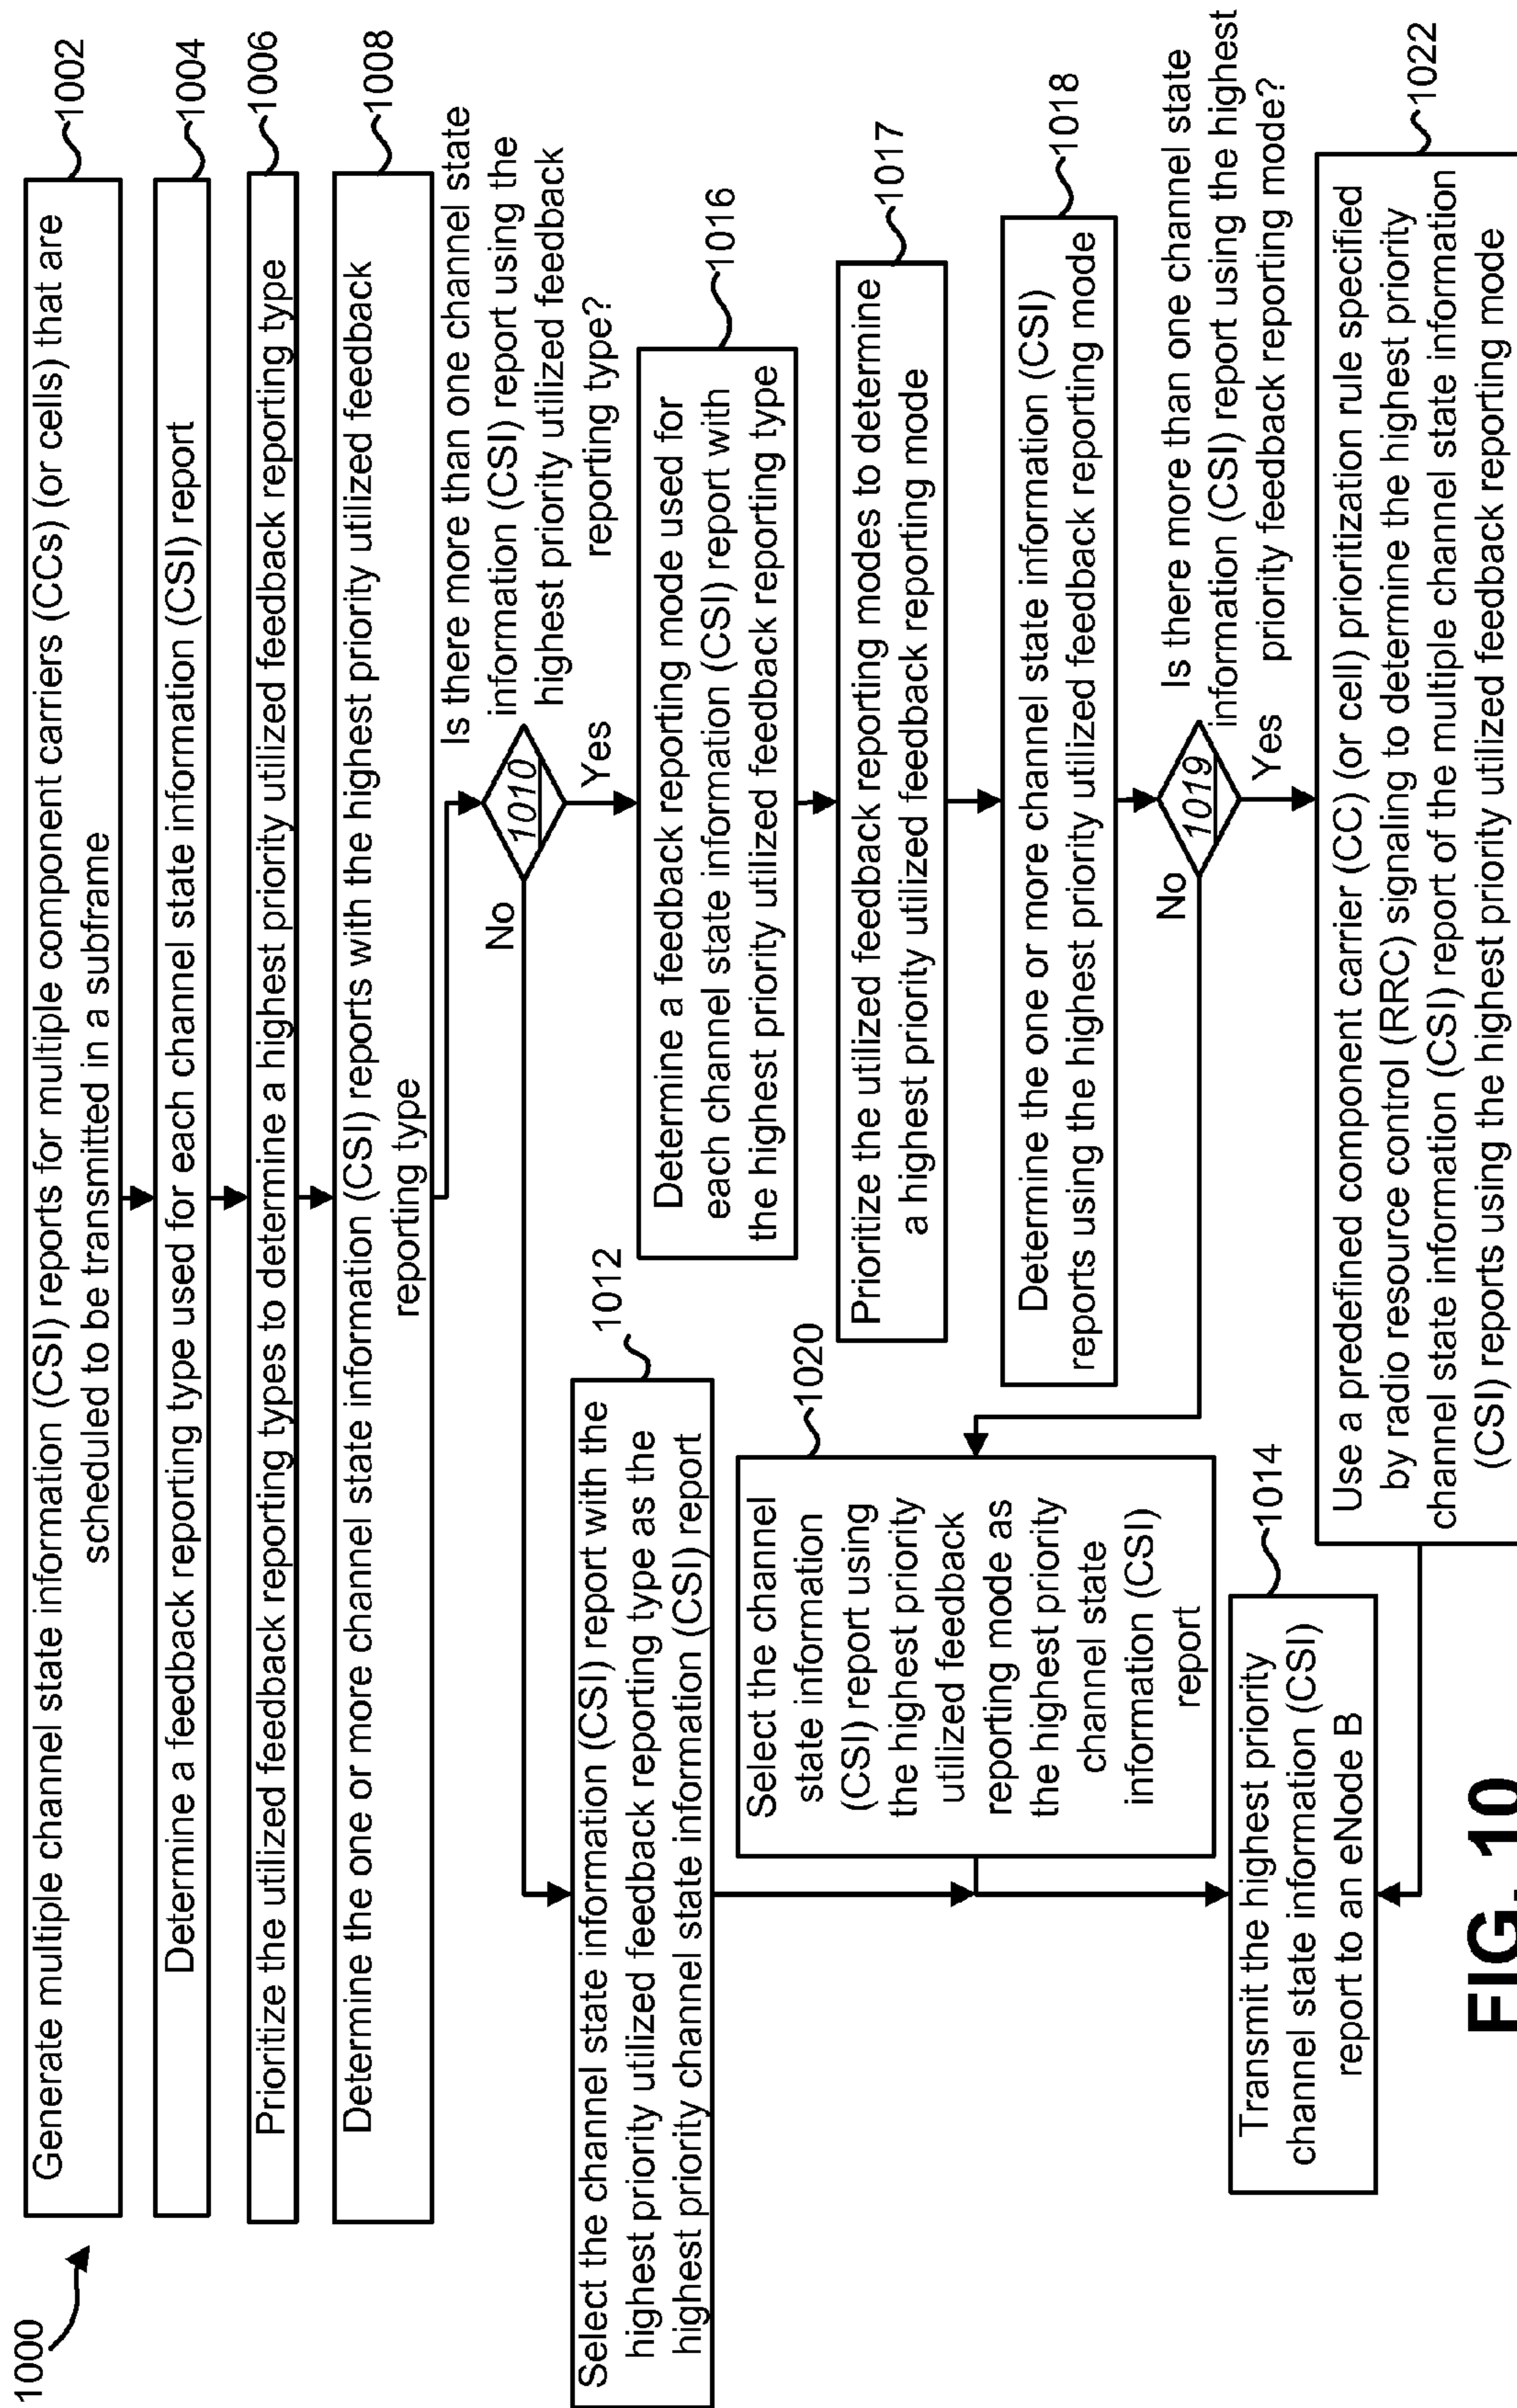 1000
Generate multiple channel state information (CSI) reports for multiple component carriers (CCs) (or cells) that are
scheduled to be transmitted in a subframe
1002
Determine a feedback reporting type used for each channel state information (CSI) report
1004
Prioritize the utilized feedback reporting types to determine a highest priority utilized feedback reporting type
1006
Determine the one or more channel state information (CSI) reports with the highest priority utilized feedback
reporting type
1008
Is there more than one channel state
information (CSI) report using the
highest priority utilized feedback
reporting type?
1010
No
Yes
Select the channel state information (CSI) report with the
highest priority utilized feedback reporting type as the
highest priority channel state information (CSI) report
1012
Determine a feedback reporting mode used for
each channel state information (CSI) report with
the highest priority utilized feedback reporting type
1016
Prioritize the utilized feedback reporting modes to determine
a highest priority utilized feedback reporting mode
1017
Determine the one or more channel state information (CSI)
reports using the highest priority utilized feedback reporting mode
1018
Is there more than one channel state
information (CSI) report using the highest
priority feedback reporting mode?
1019
No
Yes
Select the channel
state information
(CSI) report using
the highest priority
utilized feedback
reporting mode as
the highest priority
channel state
information (CSI)
report
1020
Transmit the highest priority
channel state information (CSI)
report to an eNode B
1014
Use a predefined component carrier (CC) (or cell) prioritization rule specified
by radio resource control (RRC) signaling to determine the highest priority
channel state information (CSI) report of the multiple channel state information
(CSI) reports using the highest priority utilized feedback reporting mode
1022
FIG. 10